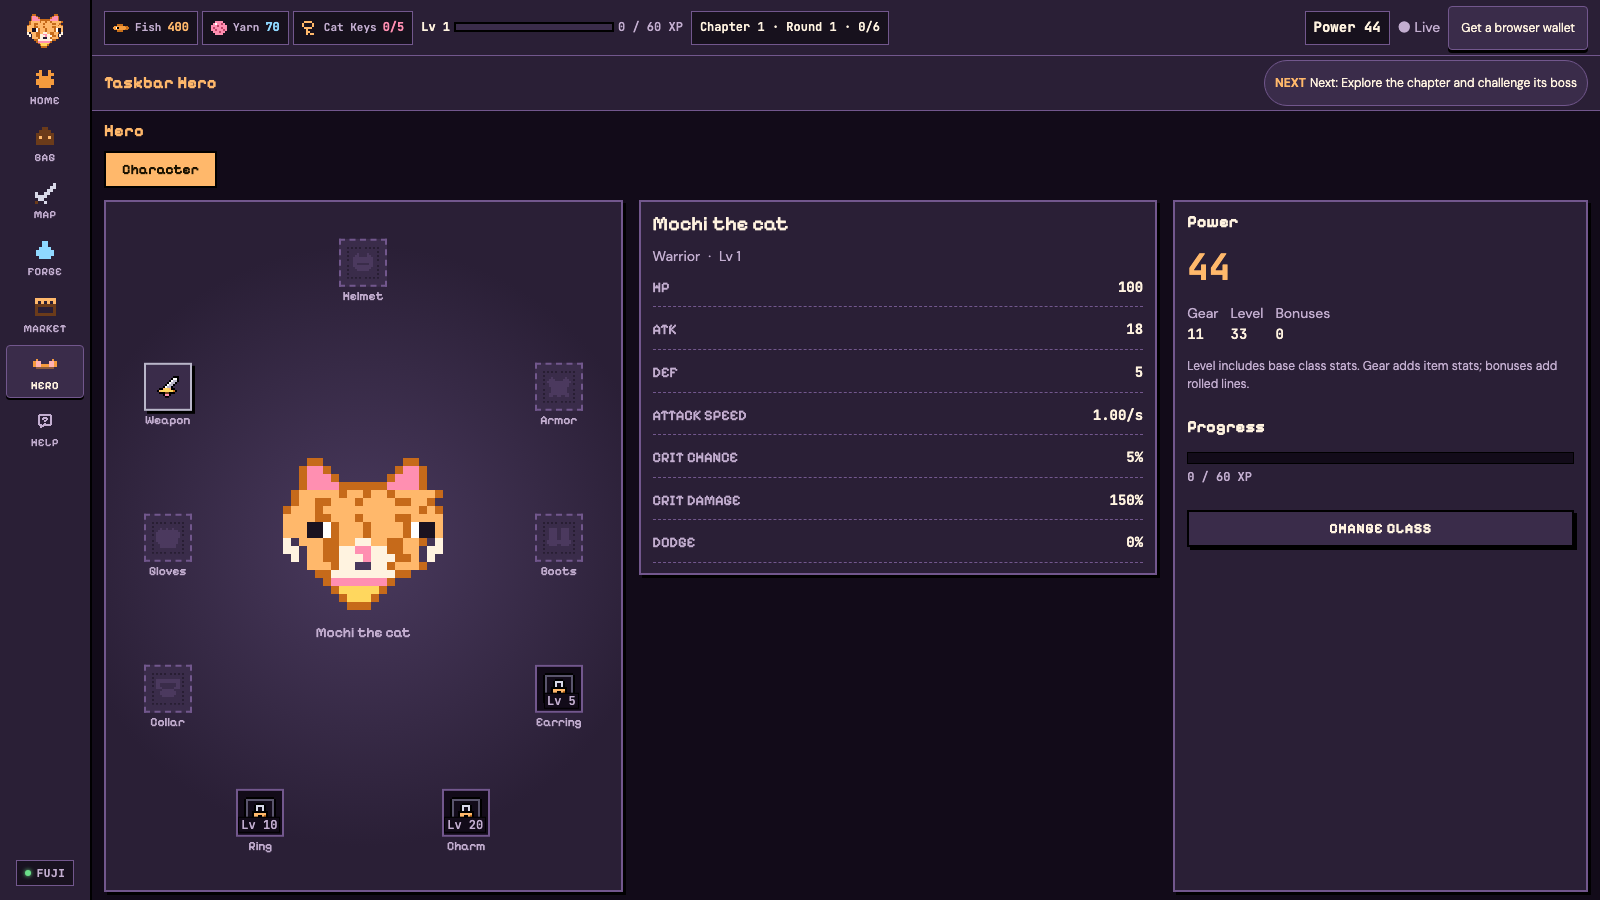 Fish 400
Yarn 70
Cat Keys 0/5
Lv 1
0 / 60 XP
Chapter 1 · Round 1 · 0/6
Power 44
Live
Get a browser wallet
Taskbar Hero
NEXT Next: Explore the chapter and challenge its boss
HOME
BAG
MAP
FORGE
MARKET
HERO
HELP
FUJI
Hero
Character
Helmet
Weapon
Armor
Gloves
Boots
Mochi the cat
Collar
Lv 5
Earring
Lv 10
Ring
Lv 20
Charm
Mochi the cat
Warrior · Lv 1
HP 100
ATK 18
DEF 5
ATTACK SPEED 1.00/s
CRIT CHANCE 5%
CRIT DAMAGE 150%
DODGE 0%
Power
44
Gear Level Bonuses
11 33 0
Level includes base class stats. Gear adds item stats; bonuses add
rolled lines.
Progress
0 / 60 XP
CHANGE CLASS